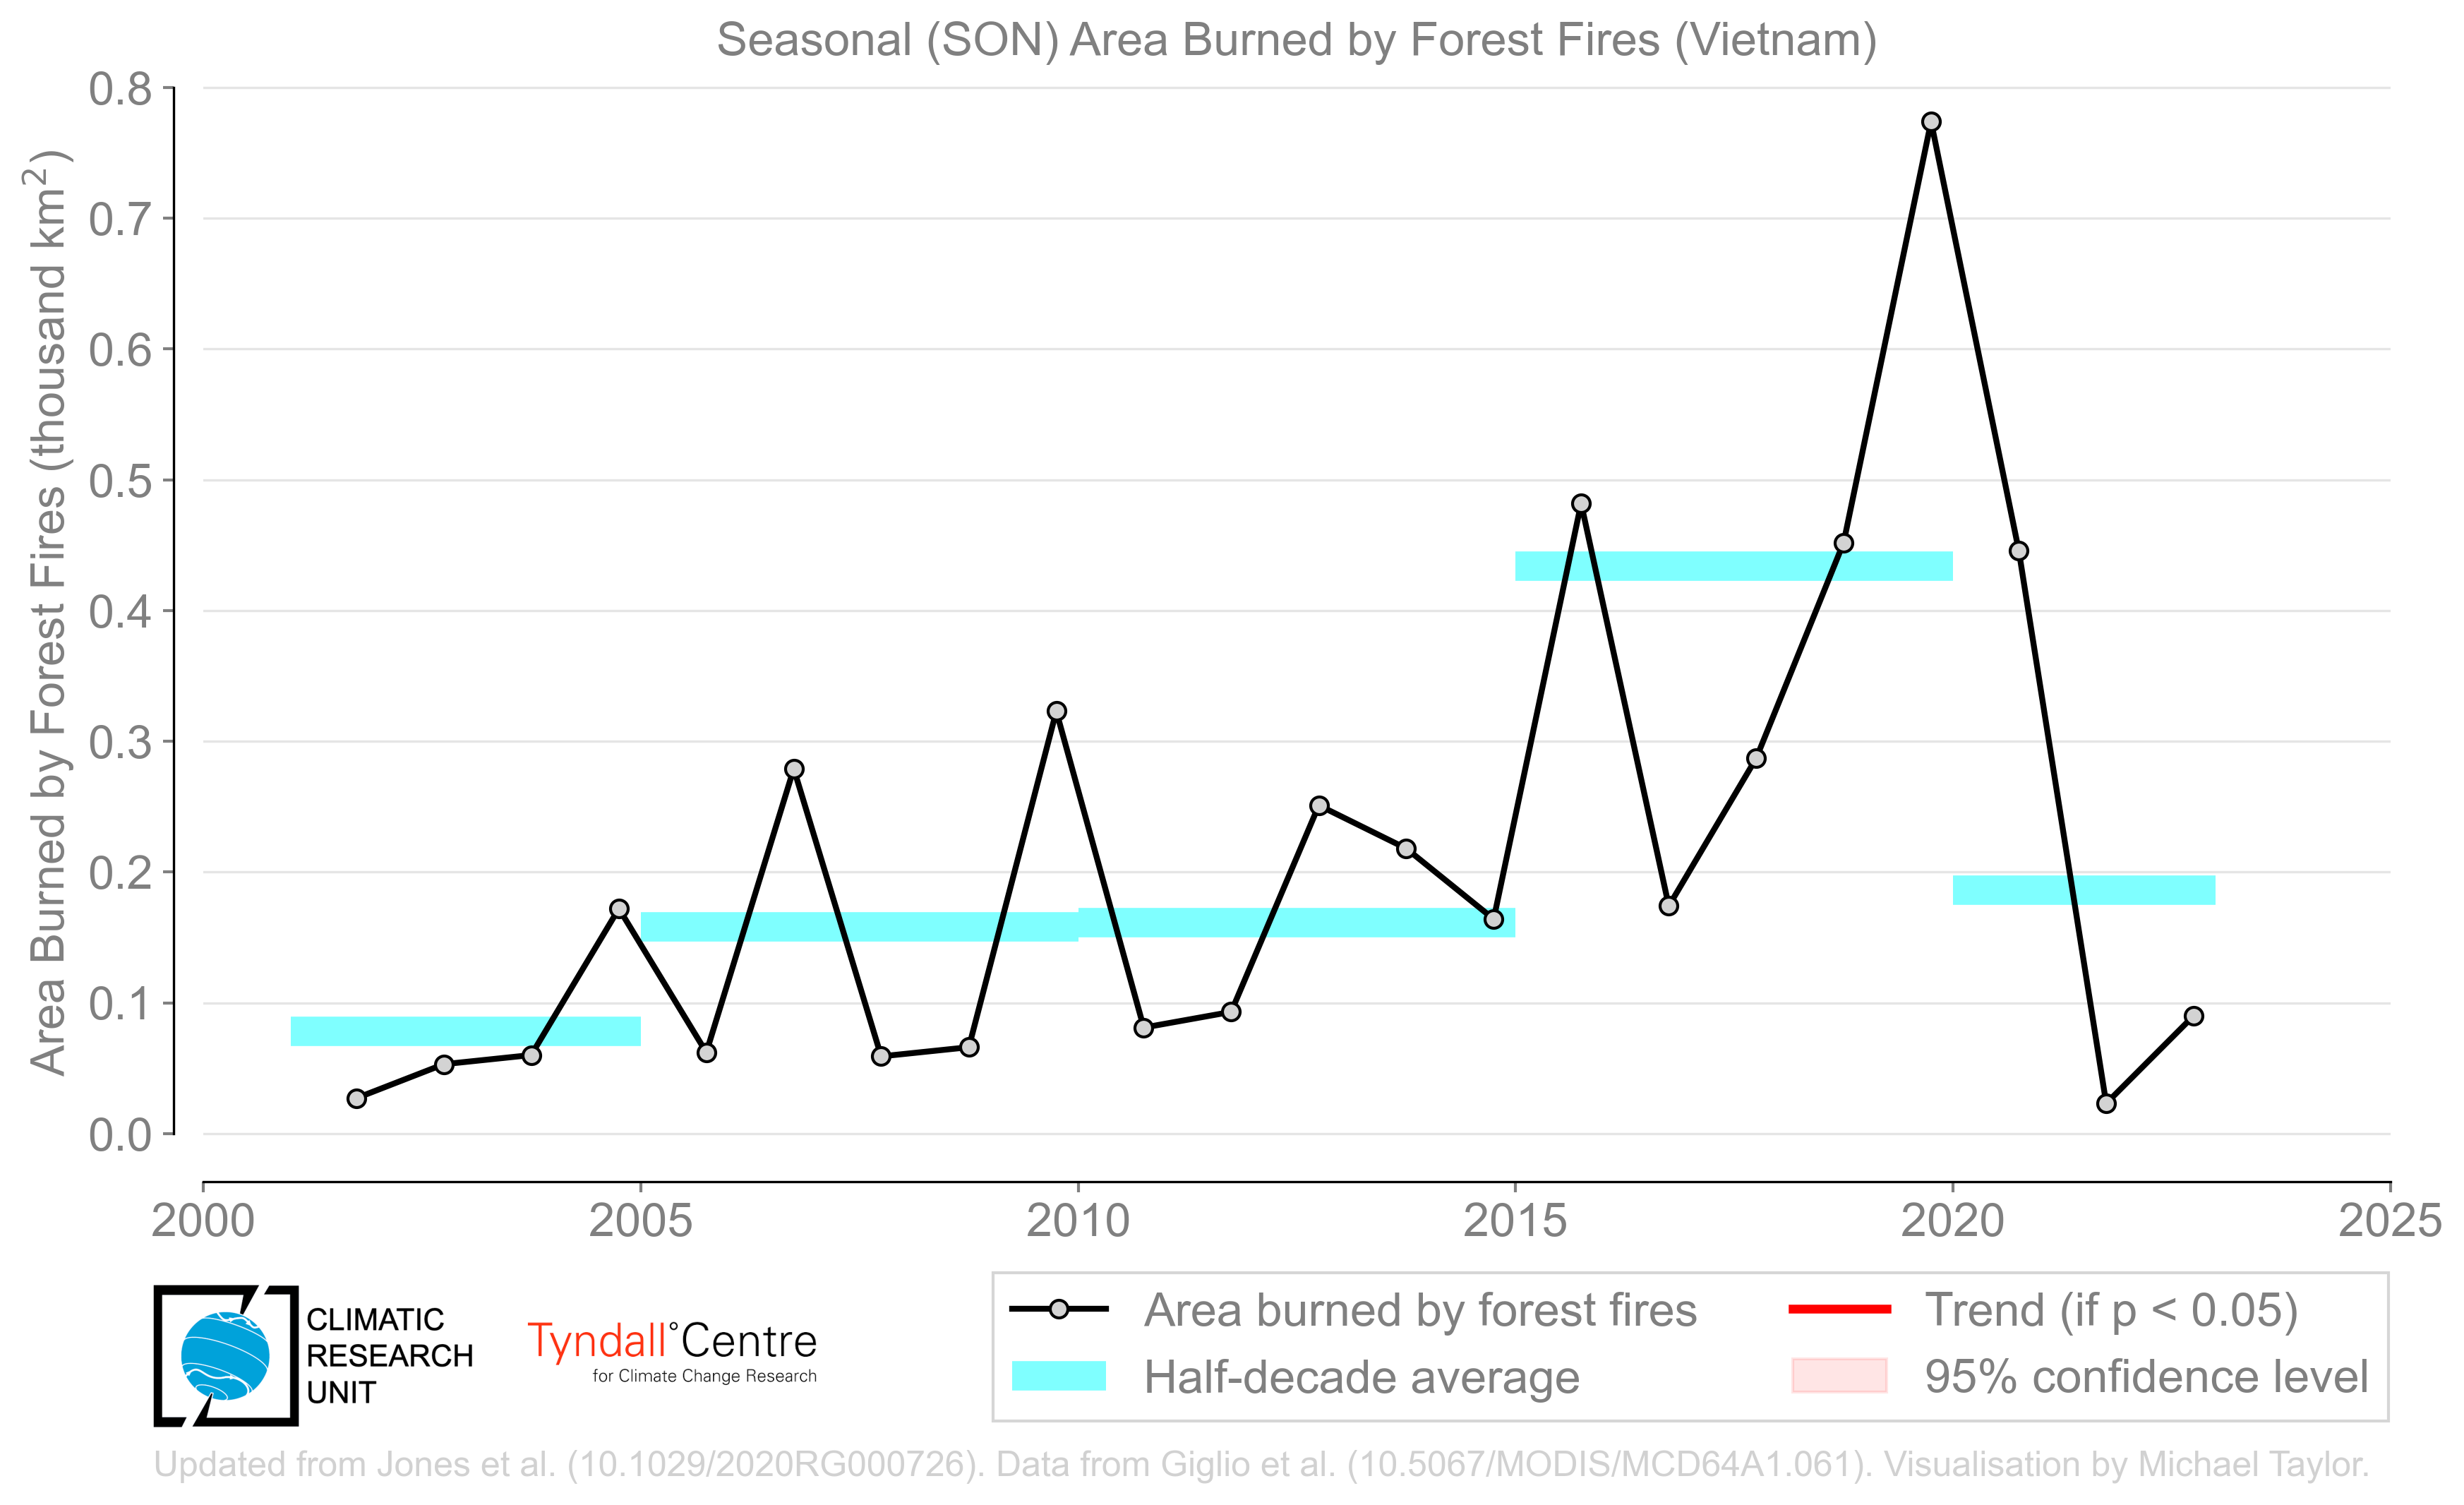 Seasonal (SON) Area Burned by Forest Fires (Vietnam)
Area Burned by Forest Fires (thousand km²)
0.8
0.7
0.6
0.5
0.4
0.3
0.2
0.1
0.0
2000
2005
2010
2015
2020
2025
CLIMATIC
RESEARCH
UNIT
Tyndall°Centre
for Climate Change Research
Area burned by forest fires
Half-decade average
Trend (if p < 0.05)
95% confidence level
Updated from Jones et al. (10.1029/2020RG000726). Data from Giglio et al. (10.5067/MODIS/MCD64A1.061). Visualisation by Michael Taylor.